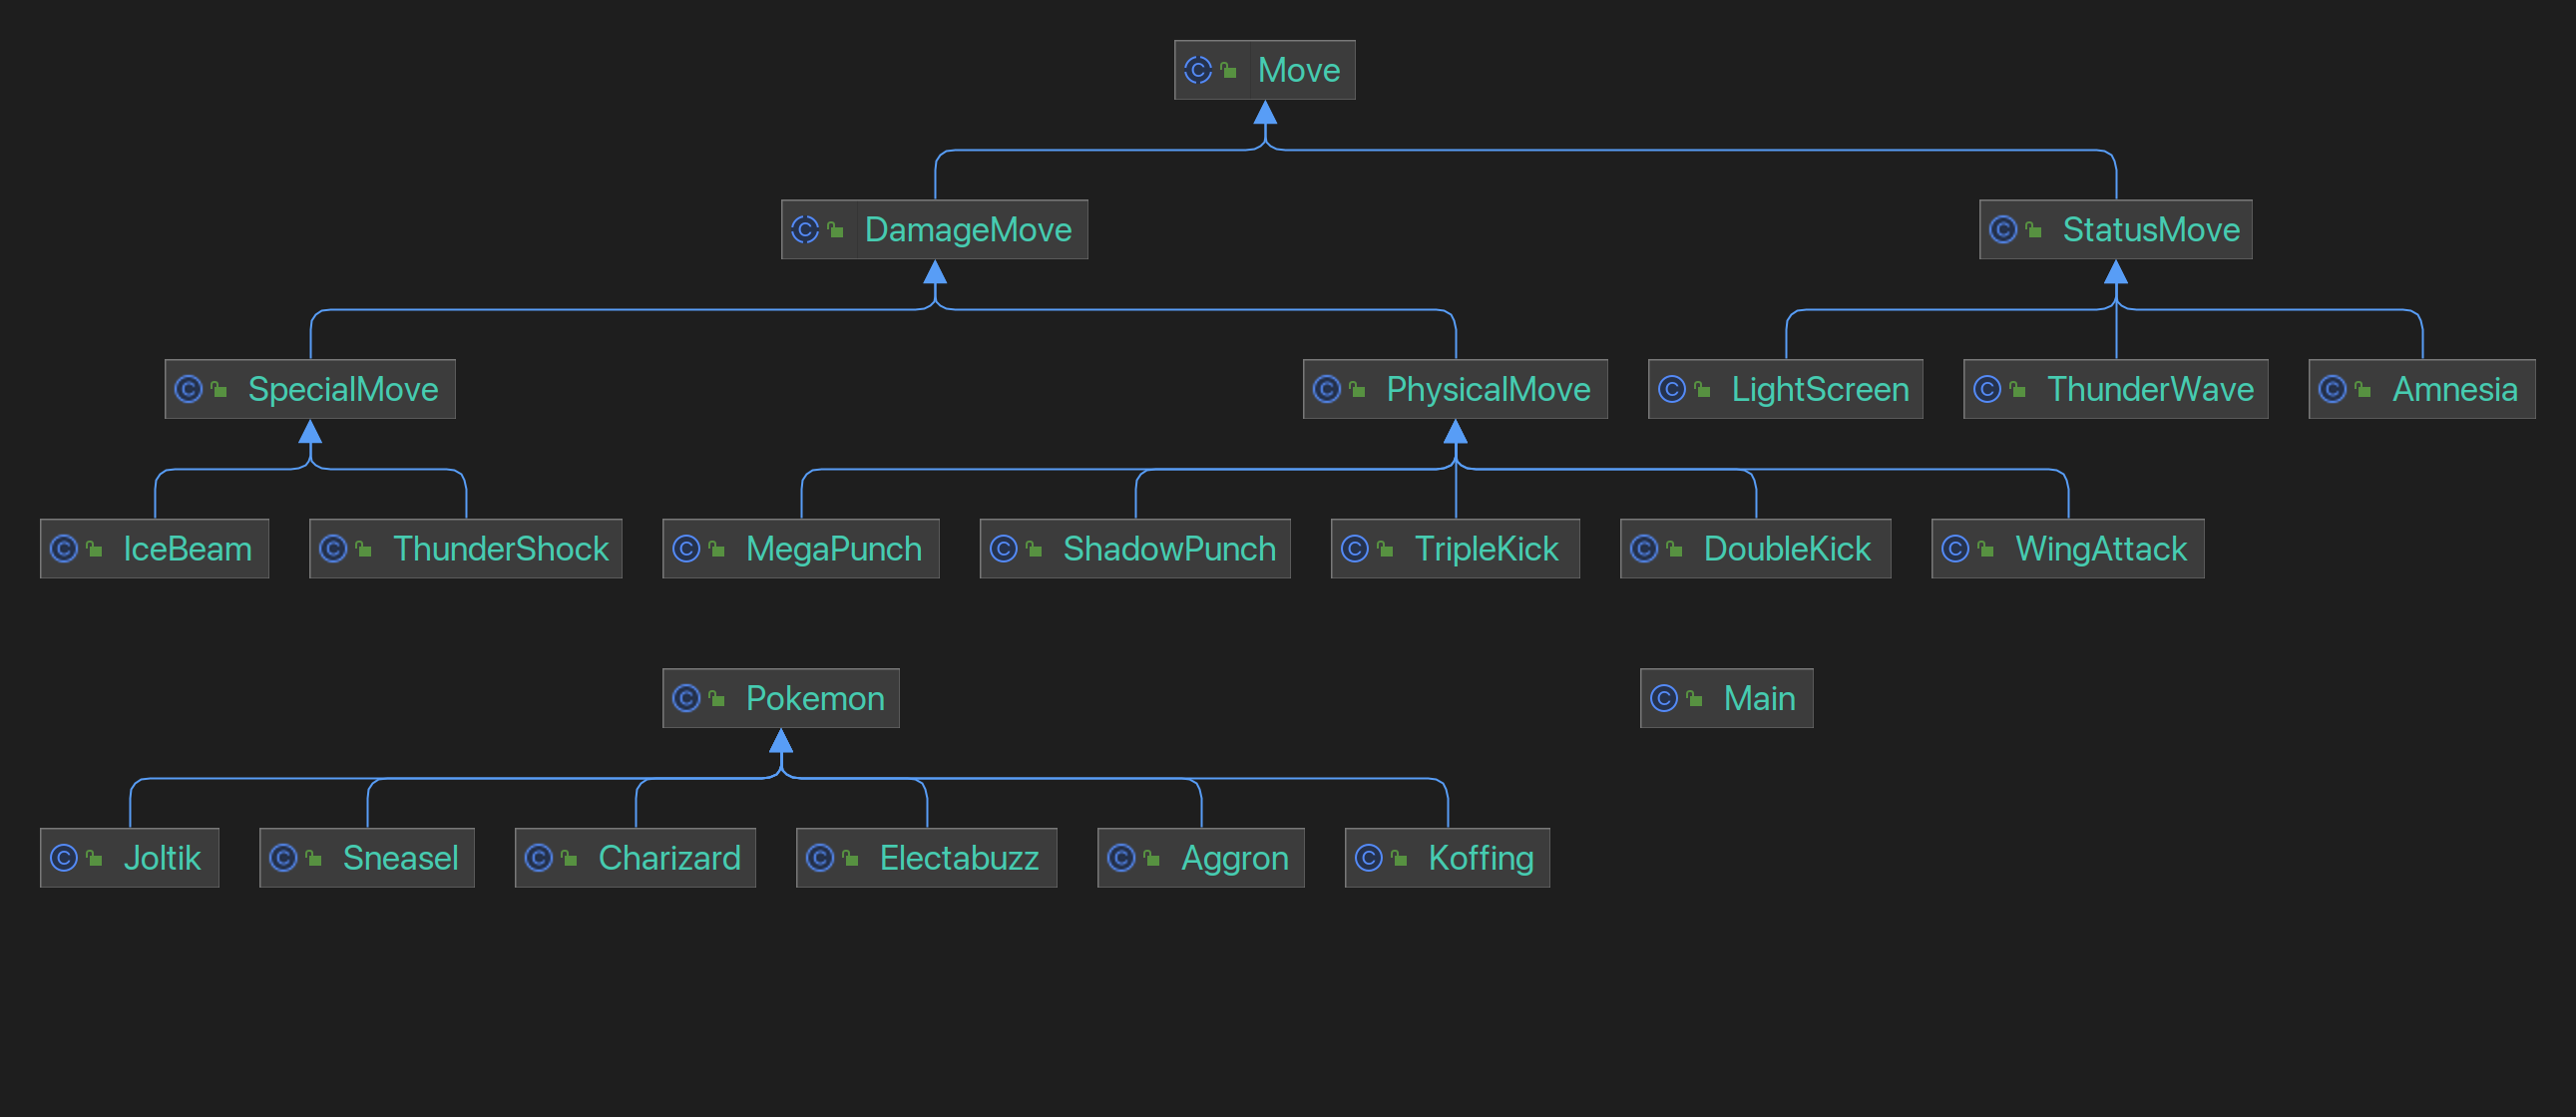 Move
DamageMove
StatusMove
SpecialMove
PhysicalMove
LightScreen
ThunderWave
Amnesia
IceBeam
ThunderShock
MegaPunch
ShadowPunch
TripleKick
DoubleKick
WingAttack
Pokemon
Main
Joltik
Sneasel
Charizard
Electabuzz
Aggron
Koffing